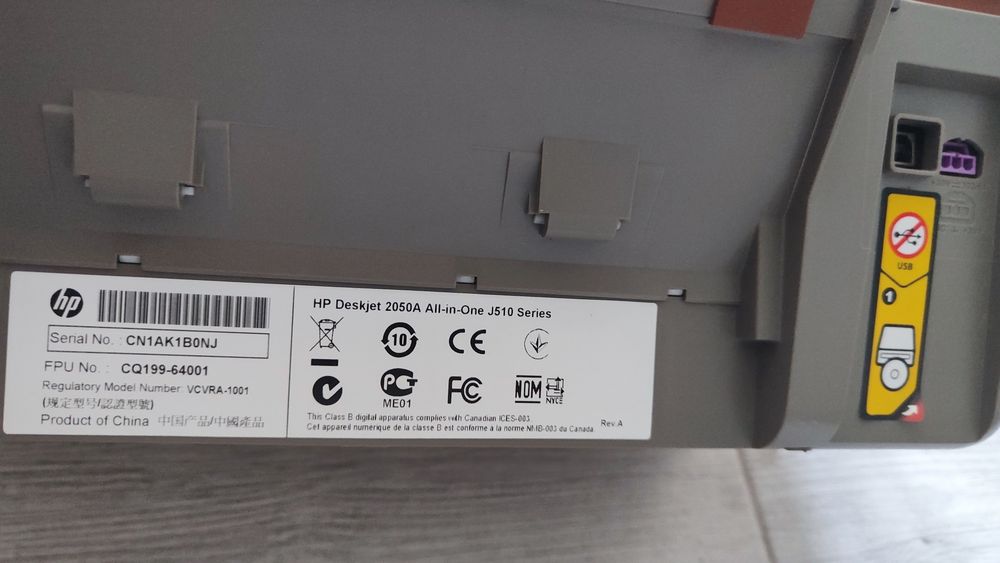 hp
Serial No. : CN1AK1B0NJ
FPU No. : CQ199-64001
Regulatory Model Number: VCVRA-1001
(规定型号/認證型號)
Product of China 中国产品/中國產品
HP Deskjet 2050A All-in-One J510 Series
10
CE
ME01
FC
NOM
NYCE
This Class B digital apparatus complies with Canadian ICES-003
Cet appareil numérique de la classe B est conforme à la norme NMB-003 du Canada.
Rev.A
USB
1